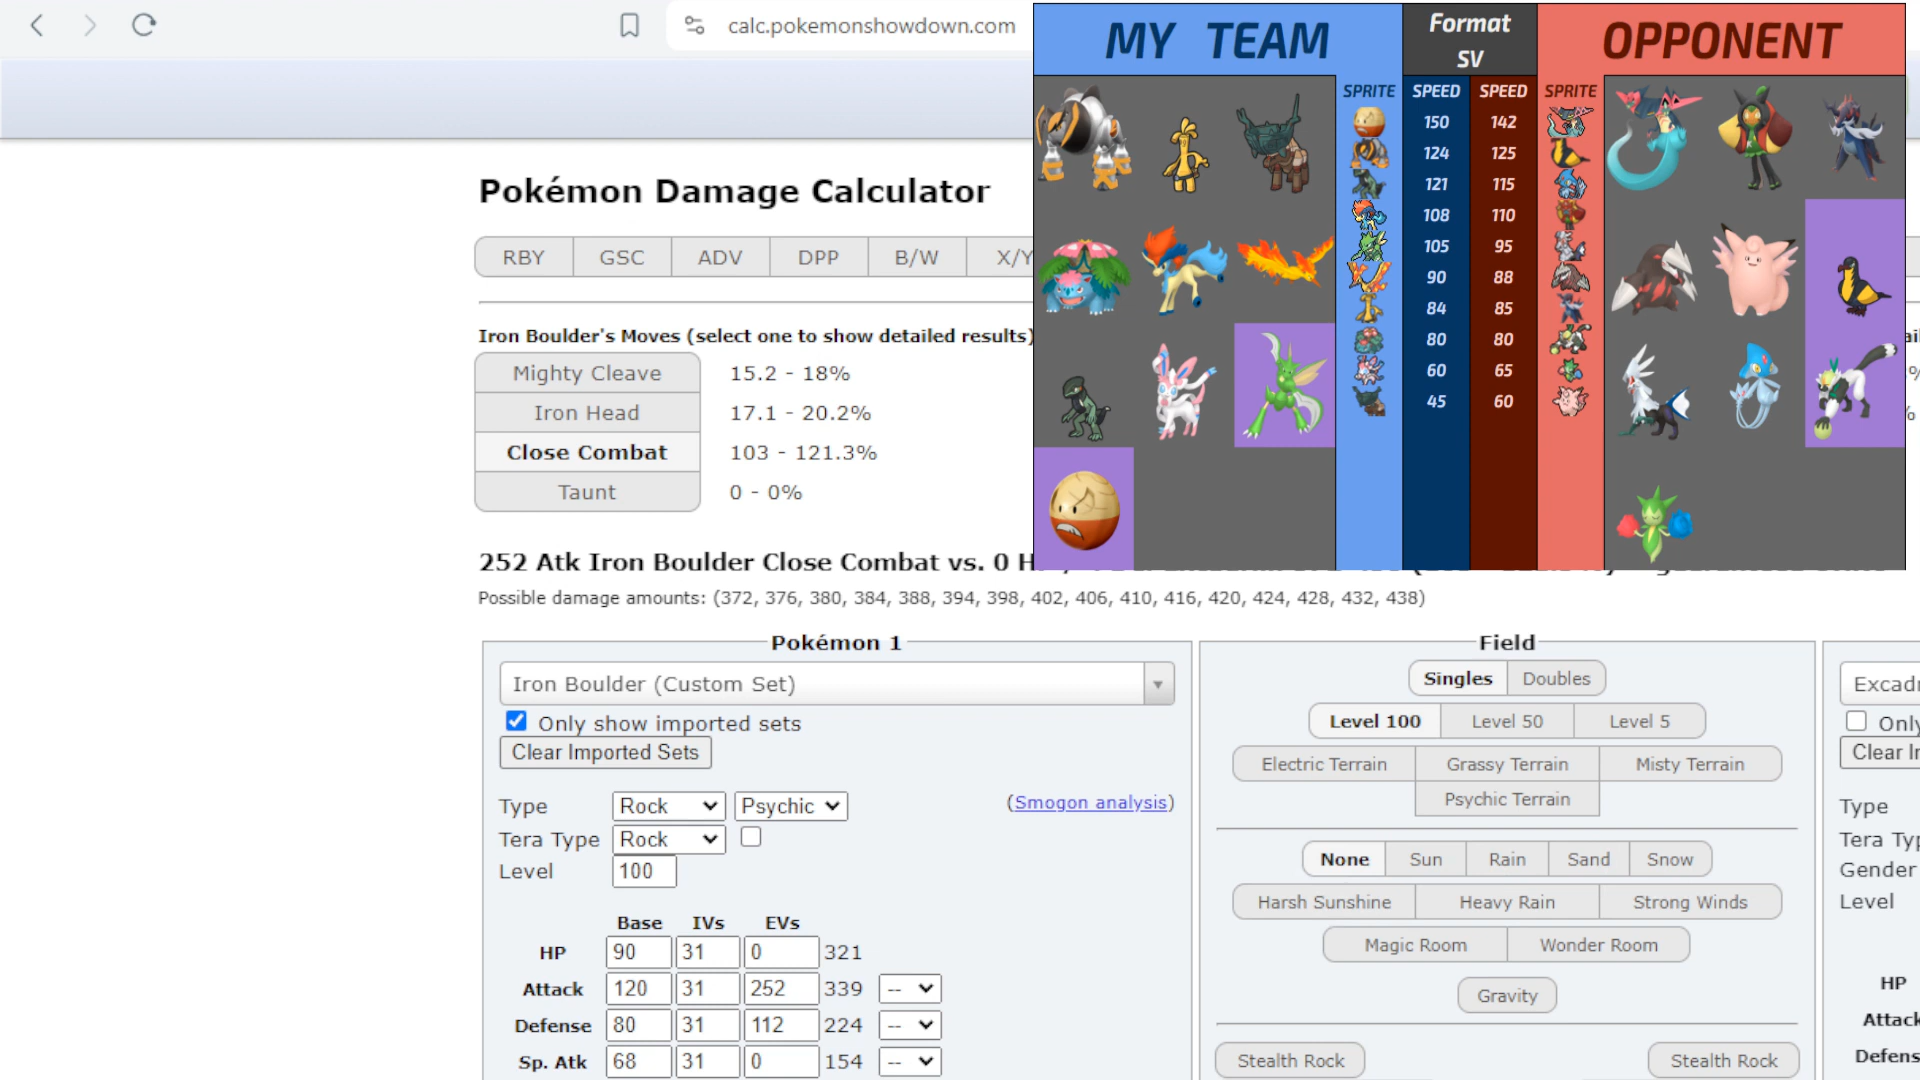 calc.pokemonshowdown.com
MY TEAM
Format
SV
OPPONENT
SPRITE SPEED SPEED SPRITE
150 142
124 125
121 115
108 110
105 95
90 88
84 85
80 80
60 65
45 60
Pokémon Damage Calculator
RBY GSC ADV DPP B/W X/Y
Iron Boulder's Moves (select one to show detailed results)
Mighty Cleave 15.2 - 18%
Iron Head 17.1 - 20.2%
Close Combat 103 - 121.3%
Taunt 0 - 0%
252 Atk Iron Boulder Close Combat vs. 0 H
Possible damage amounts: (372, 376, 380, 384, 388, 394, 398, 402, 406, 410, 416, 420, 424, 428, 432, 438)
Pokémon 1
Iron Boulder (Custom Set)
Only show imported sets
Clear Imported Sets
Type Rock Psychic (Smogon analysis)
Tera Type Rock
Level 100
Base IVs EVs
HP 90 31 0 321
Attack 120 31 252 339 --
Defense 80 31 112 224 --
Sp. Atk 68 31 0 154 --
Field
Singles Doubles
Level 100 Level 50 Level 5
Electric Terrain Grassy Terrain Misty Terrain
Psychic Terrain
None Sun Rain Sand Snow
Harsh Sunshine Heavy Rain Strong Winds
Magic Room Wonder Room
Gravity
Stealth Rock Stealth Rock
Excad
Only
Clear I
Type
Tera Typ
Gender
Level
HP
Attack
Defens